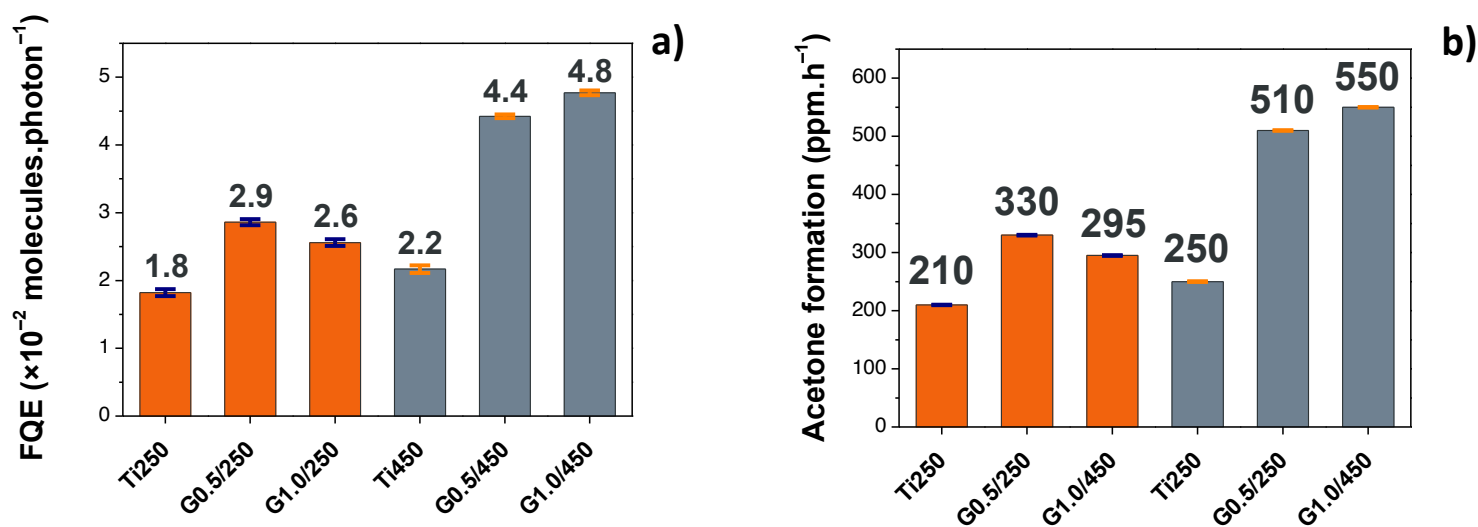 a)
FQE (×10⁻² molecules.photon⁻¹)
5
4
3
2
1
0
1.8
2.9
2.6
2.2
4.4
4.8
Ti250
G0.5/250
G1.0/250
Ti450
G0.5/450
G1.0/450
b)
Acetone formation (ppm.h⁻¹)
600
500
400
300
200
100
0
210
330
295
250
510
550
Ti250
G0.5/250
G1.0/450
Ti250
G0.5/250
G1.0/450